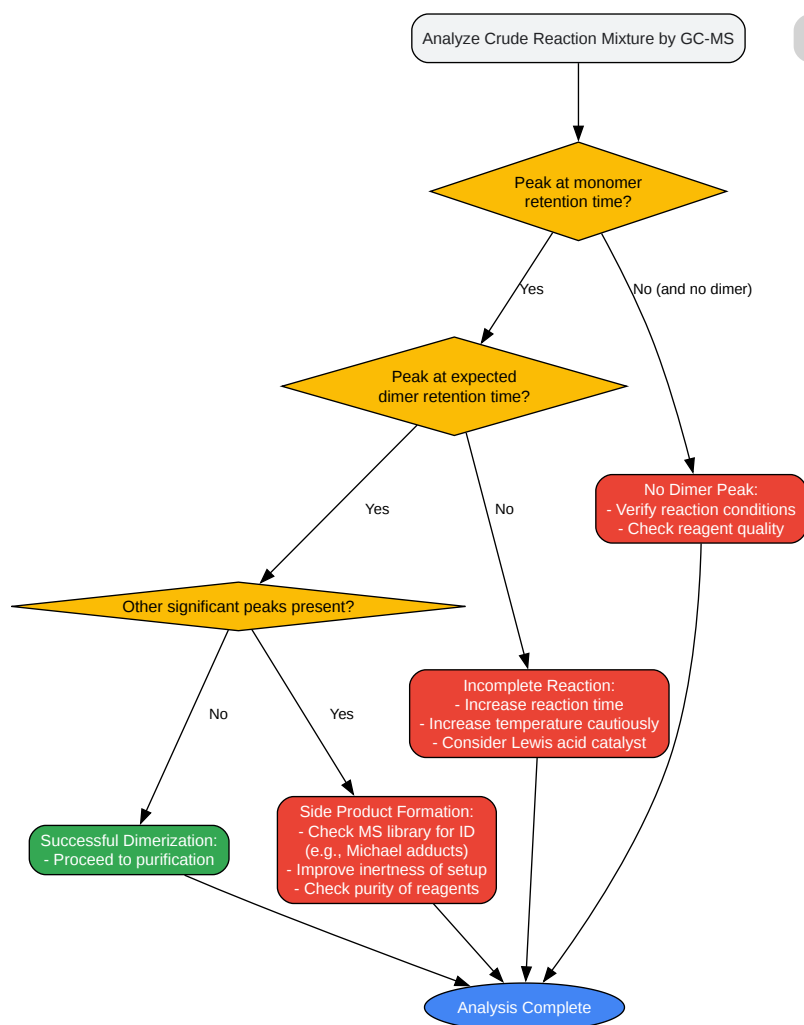 Analyze Crude Reaction Mixture by GC-MS
Peak at monomer
retention time?
Yes
No (and no dimer)
Peak at expected
dimer retention time?
No Dimer Peak:
- Verify reaction conditions
- Check reagent quality
Yes
No
Other significant peaks present?
Incomplete Reaction:
- Increase reaction time
- Increase temperature cautiously
- Consider Lewis acid catalyst
No
Yes
Successful Dimerization:
- Proceed to purification
Side Product Formation:
- Check MS library for ID
(e.g., Michael adducts)
- Improve inertness of setup
- Check purity of reagents
Analysis Complete